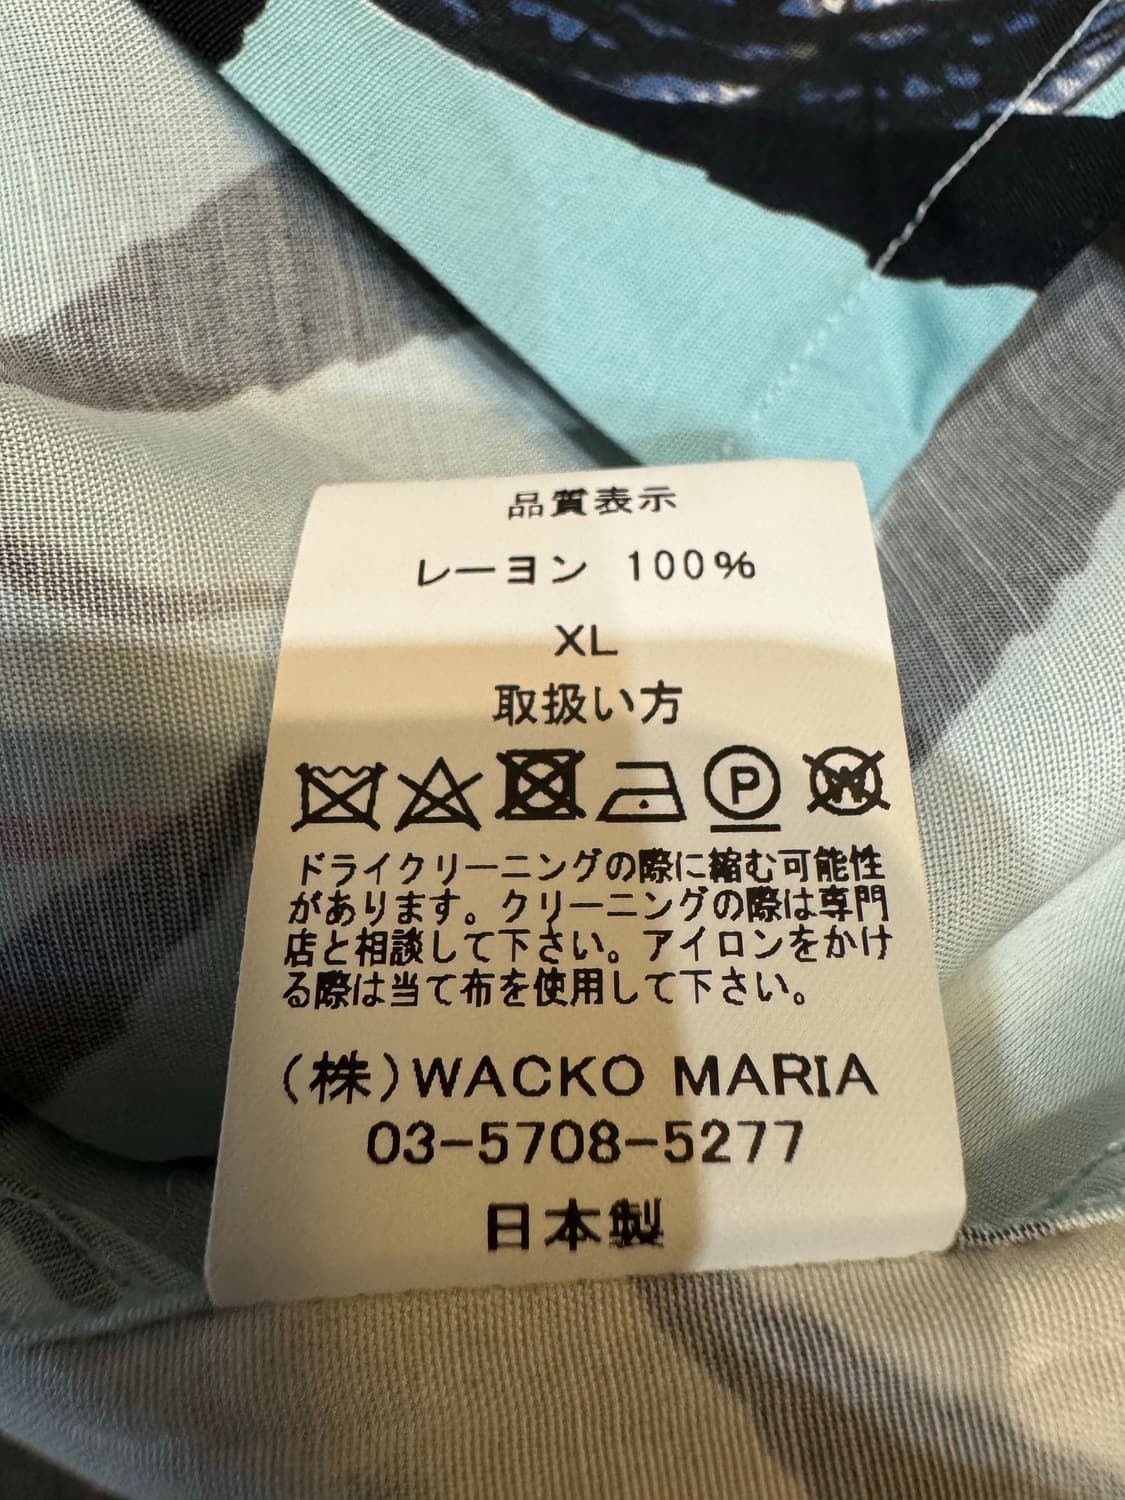 品質表示
レーヨン 100%
XL
取扱い方
P
W
ドライクリーニングの際に縮む可能性
があります。クリーニングの際は専門
店と相談して下さい。アイロンをかけ
る際は当て布を使用して下さい。
(株)WACKO MARIA
03-5708-5277
日本製